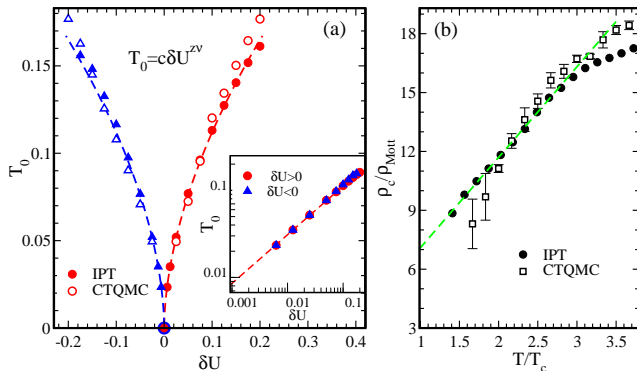 (a)
T₀=cδU^{zν}
T₀
0.15
0.1
0.05
0
-0.2 -0.1 0 0.1 0.2
δU
IPT
CTQMC
δU>0
δU<0
T₀
0.1
0.01
0.001 0.01 0.1
δU
(b)
ρ_c/ρ_Mott
18
15
12
9
6
3
1 1.5 2 2.5 3 3.5
T/T_c
IPT
CTQMC